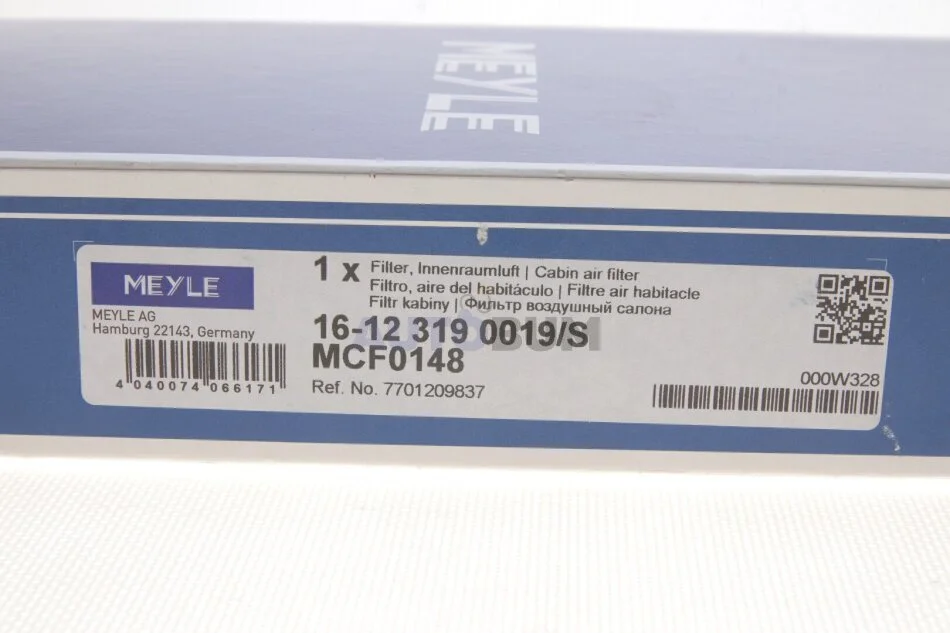 MEYLE
MEYLE
MEYLE AG
Hamburg 22143, Germany
4 040074 066171
1 x
Filter, Innenraumluft | Cabin air filter
Filtro, aire del habitáculo | Filtre air habitacle
Filtr kabiny | Фильтр воздушный салона
16-12 319 0019/S
MCF0148
Ref. No. 7701209837
000W328
AUTOBUM